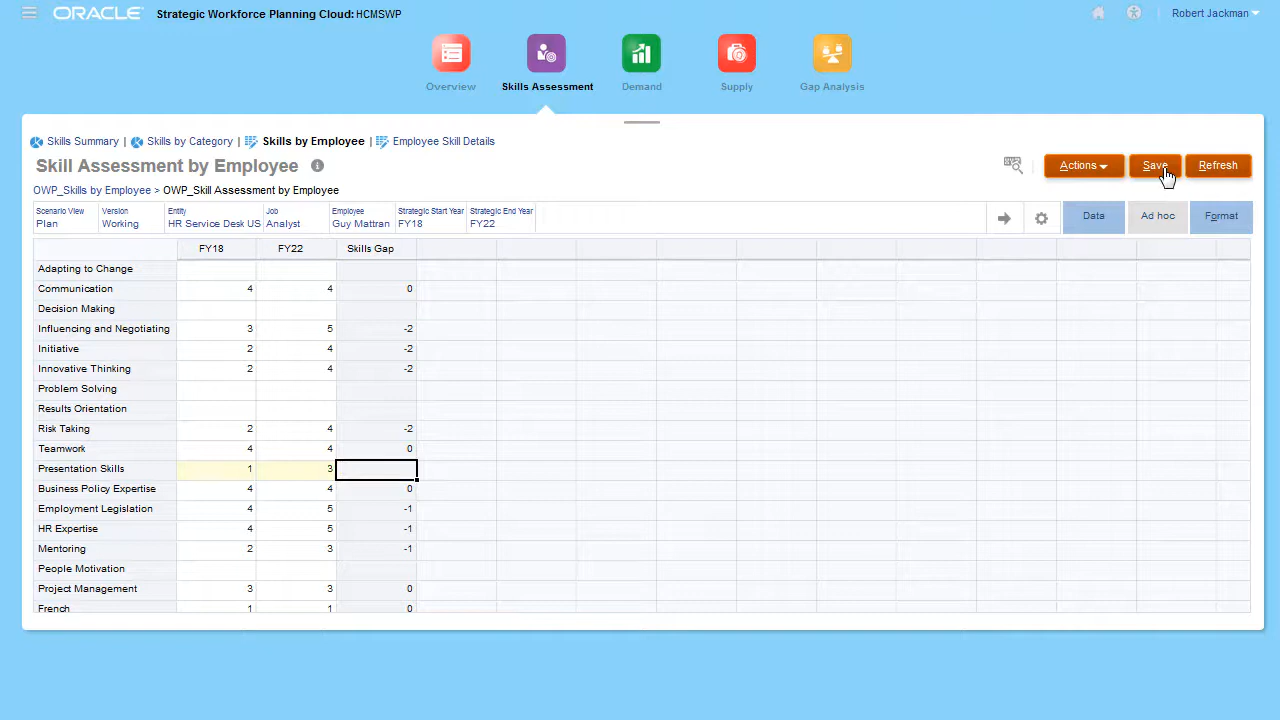 ORACLE Strategic Workforce Planning Cloud: HCMSWP Robert Jackman
Overview Skills Assessment Demand Supply Gap Analysis
Skills Summary | Skills by Category | Skills by Employee | Employee Skill Details
Skill Assessment by Employee Actions Save Refresh
OWP_Skills by Employee > OWP_Skill Assessment by Employee
Scenario View Version Entity Job Employee Strategic Start Year Strategic End Year
Plan Working HR Service Desk US Analyst Guy Mattran FY18 FY22 Data Ad hoc Format
FY18 FY22 Skills Gap
Adapting to Change
Communication 4 4 0
Decision Making
Influencing and Negotiating 3 5 -2
Initiative 2 4 -2
Innovative Thinking 2 4 -2
Problem Solving
Results Orientation
Risk Taking 2 4 -2
Teamwork 4 4 0
Presentation Skills 1 3
Business Policy Expertise 4 4 0
Employment Legislation 4 5 -1
HR Expertise 4 5 -1
Mentoring 2 3 -1
People Motivation
Project Management 3 3 0
French 1 1 0